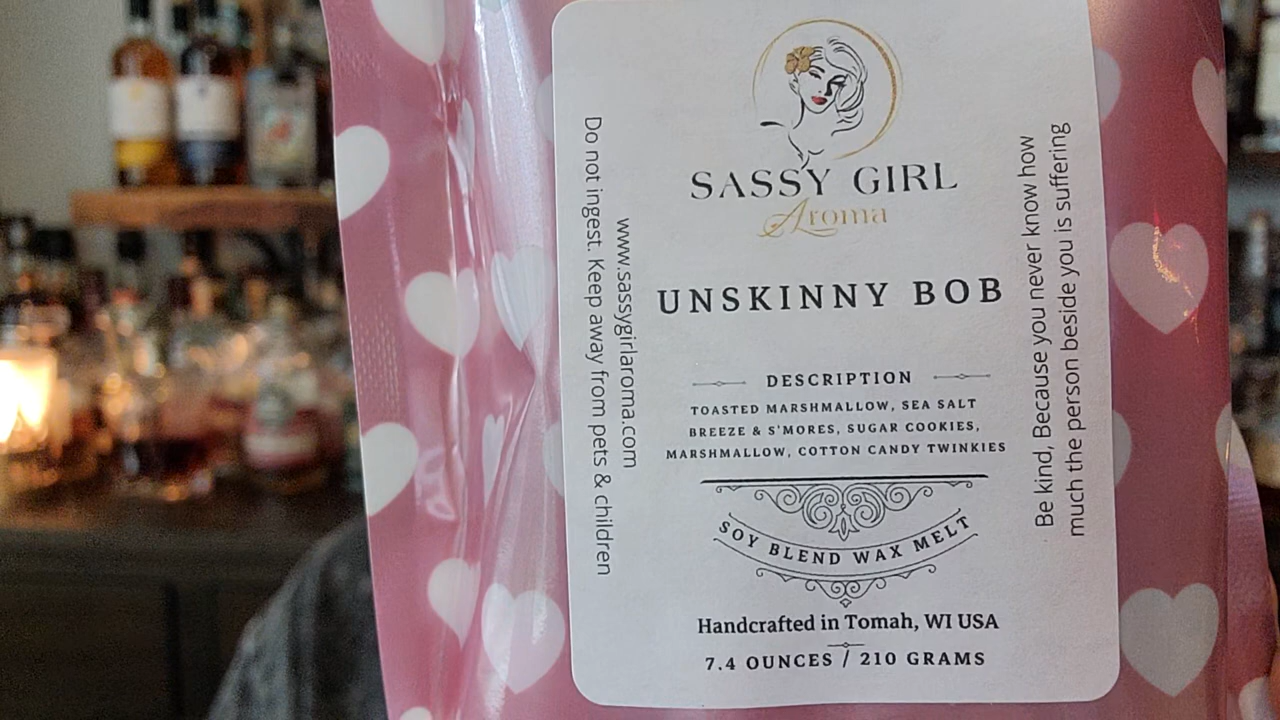 SASSY GIRL
Aroma
UNSKINNY BOB
DESCRIPTION
TOASTED MARSHMALLOW, SEA SALT
BREEZE & S'MORES, SUGAR COOKIES,
MARSHMALLOW, COTTON CANDY TWINKIES
SOY BLEND WAX MELT
Handcrafted in Tomah, WI USA
7.4 OUNCES / 210 GRAMS
www.sassygirlaroma.com
Do not ingest. Keep away from pets & children
Be kind, Because you never know how
much the person beside you is suffering